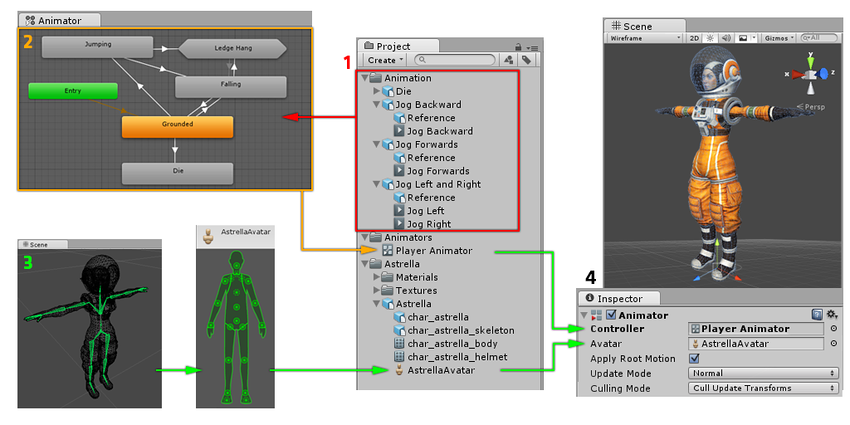 Animator
2
Jumping
Ledge Hang
Falling
Entry
Grounded
Die
Scene
3
AstrellaAvatar
1
Project
Create
Animation
Die
Jog Backward
Reference
Jog Backward
Jog Forwards
Reference
Jog Forwards
Jog Left and Right
Reference
Jog Left
Jog Right
Animators
Player Animator
Astrella
Materials
Textures
Astrella
char_astrella
char_astrella_skeleton
char_astrella_body
char_astrella_helmet
AstrellaAvatar
Scene
Wireframe
2D
Gizmos
All
y
x
z
Persp
4
Inspector
Animator
Controller
Player Animator
Avatar
AstrellaAvatar
Apply Root Motion
Update Mode
Normal
Culling Mode
Cull Update Transforms